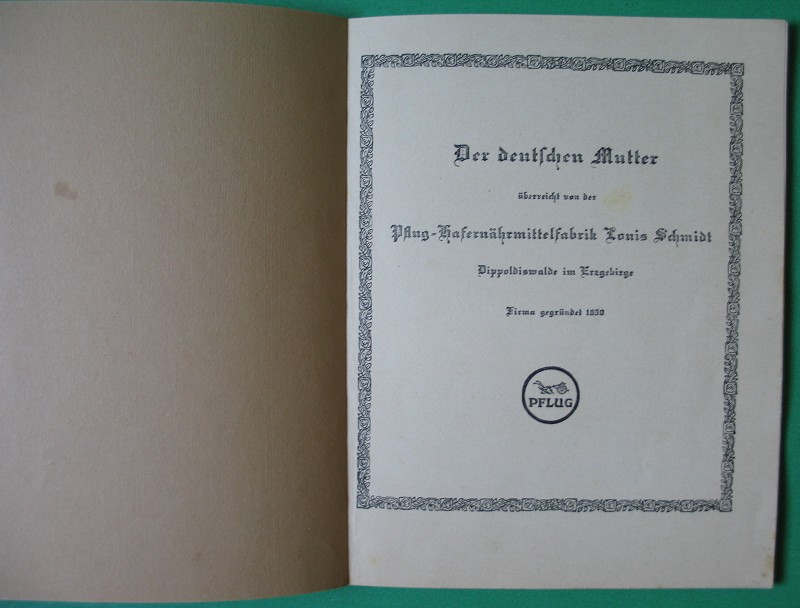 Der deutschen Mutter
überreicht von der
Pflug-Hafernährmittelfabrik Louis Schmidt
Dippoldiswalde im Erzgebirge
Firma gegründet 1830
PFLUG